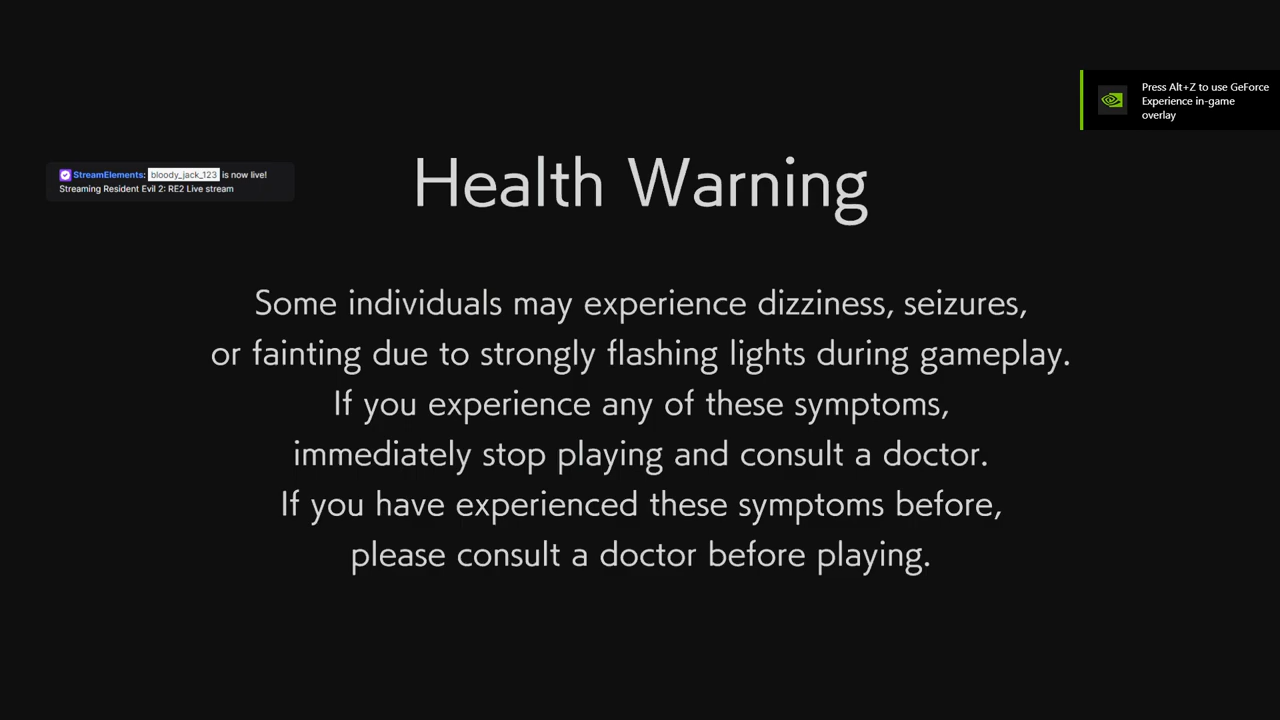 Press Alt+Z to use GeForce
Experience in-game
overlay
StreamElements: bloody_jack_123 is now live!
Streaming Resident Evil 2: RE2 Live stream
Health Warning
Some individuals may experience dizziness, seizures,
or fainting due to strongly flashing lights during gameplay.
If you experience any of these symptoms,
immediately stop playing and consult a doctor.
If you have experienced these symptoms before,
please consult a doctor before playing.